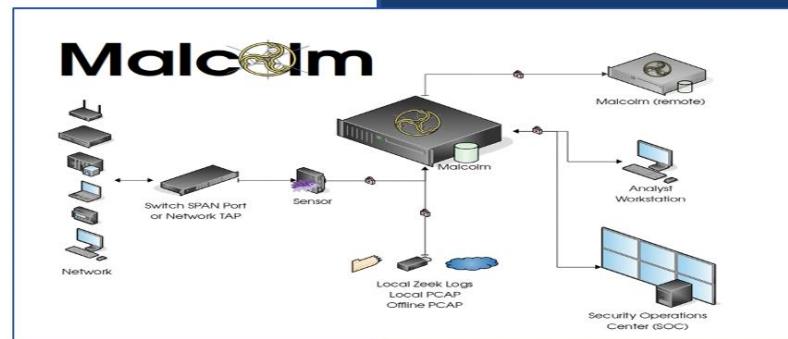 Malcolm
Malcolm (remote)
Malcolm
Switch SPAN Port
or Network TAP
Sensor
Analyst
Workstation
Network
Local Zeek Logs
Local PCAP
Offline PCAP
Security Operations
Center (SOC)